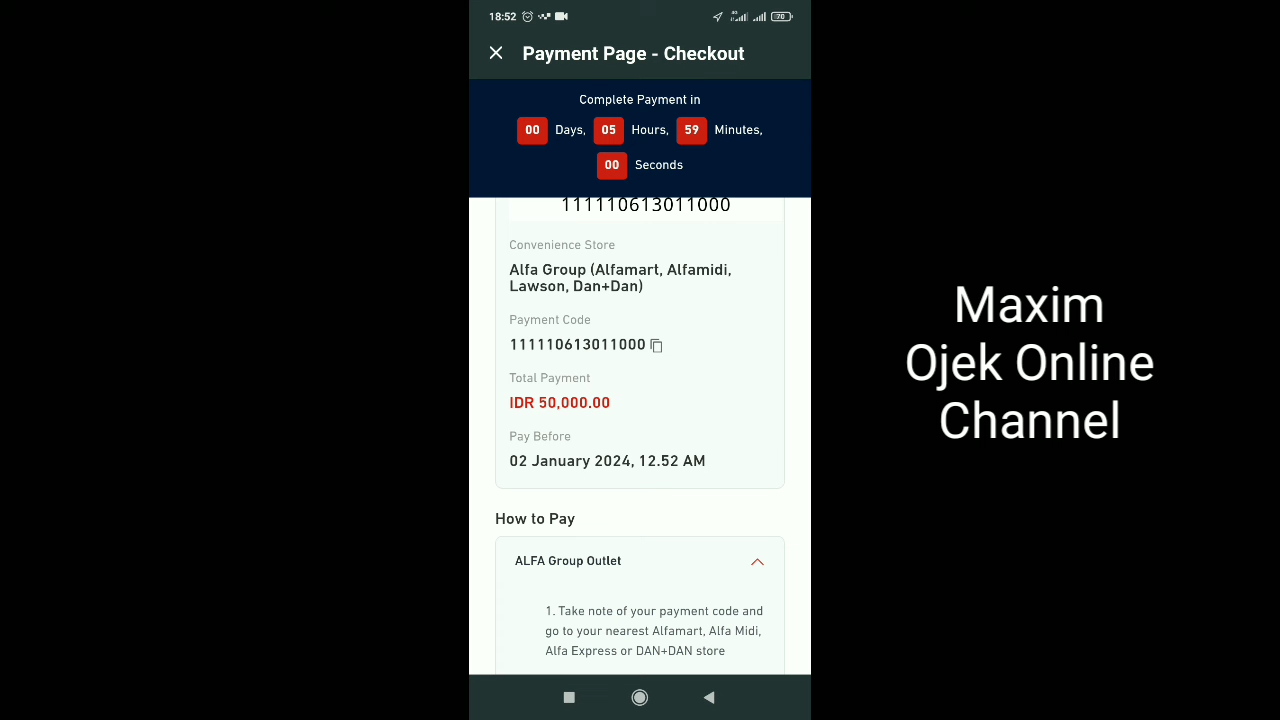 18:52
4G
70
Payment Page - Checkout
Complete Payment in
00 Days, 05 Hours, 59 Minutes,
00 Seconds
111110613011000
Convenience Store
Alfa Group (Alfamart, Alfamidi,
Lawson, Dan+Dan)
Payment Code
111110613011000
Total Payment
IDR 50,000.00
Pay Before
02 January 2024, 12.52 AM
How to Pay
ALFA Group Outlet
1. Take note of your payment code and
go to your nearest Alfamart, Alfa Midi,
Alfa Express or DAN+DAN store
Maxim
Ojek Online
Channel